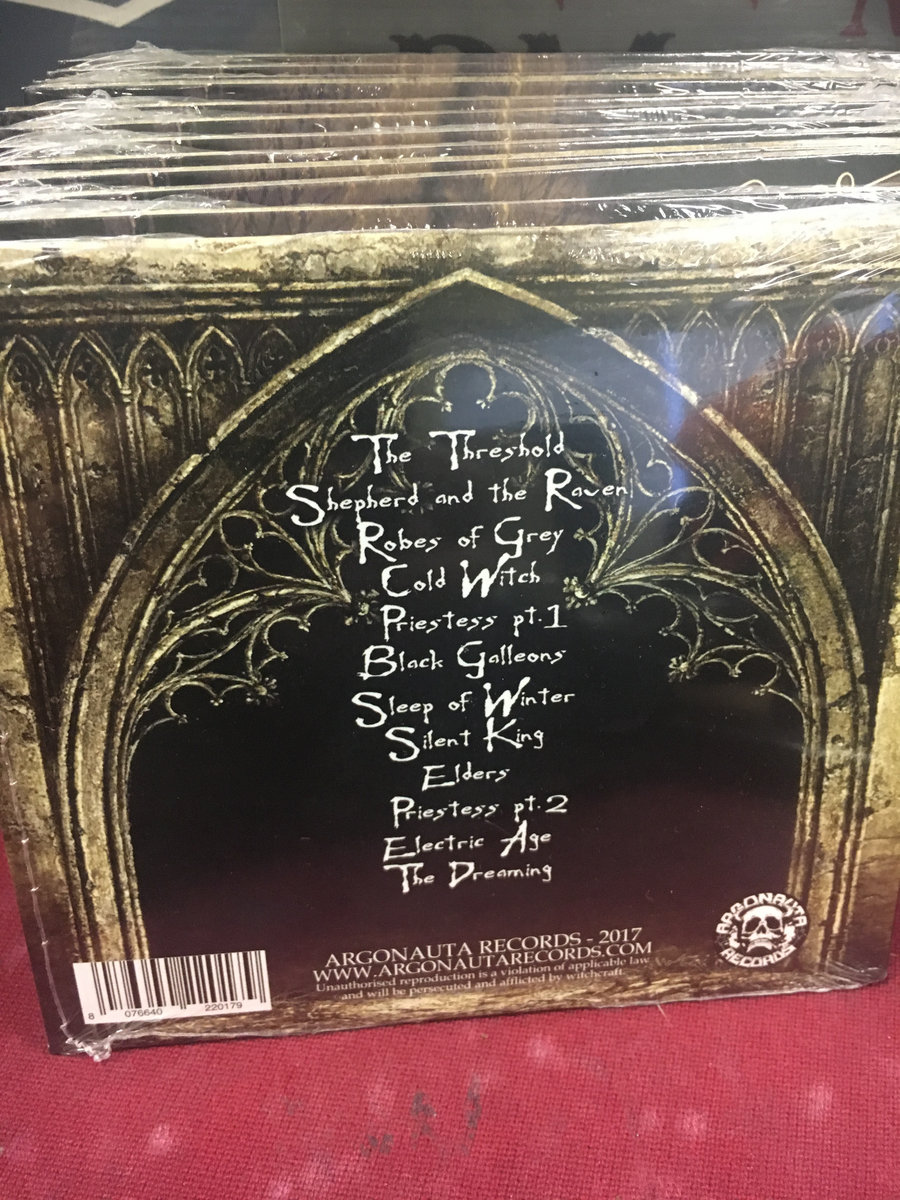 The Threshold
Shepherd and the Raven
Robes of Grey
Cold Witch
Priestess pt.1
Black Galleons
Sleep of Winter
Silent King
Elders
Priestess pt.2
Electric Age
The Dreaming
ARGONAUTA RECORDS - 2017
WWW.ARGONAUTARECORDS.COM
Unauthorised reproduction is a violation of applicable law
and will be persecuted and afflicted by witchcraft
ARGONAUTA
RECORDS
8 076640 220179